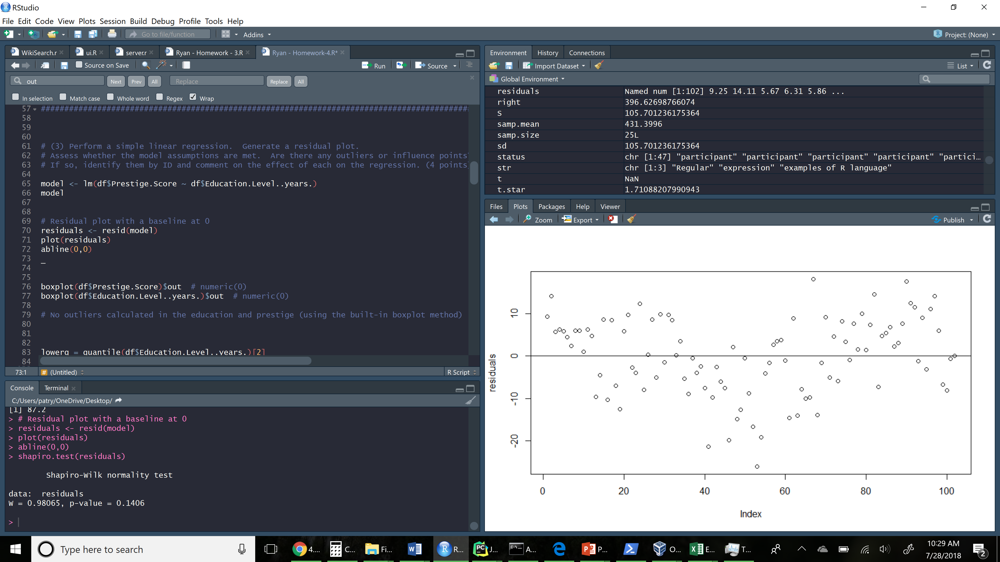 RStudio
File Edit Code View Plots Session Build Debug Profile Tools Help
Go to file/function Addins Project: (None)
WikiSearch.r ui.R server.r Ryan - Homework - 3.R Ryan - Homework-4.R*
Source on Save Run Source
out Next Prev All Replace Replace All
In selection Match case Whole word Regex Wrap
57 ####################
58
59
60
61 # (3) Perform a simple linear regression.  Generate a residual plot.
62 # Assess whether the model assumptions are met.  Are there any outliers or influence points
63 # If so, identify them by ID and comment on the effect of each on the regression. (4 points
64
65 model <- lm(df$Prestige.Score ~ df$Education.Level..years.)
66 model
67
68
69 # Residual plot with a baseline at 0
70 residuals <- resid(model)
71 plot(residuals)
72 abline(0,0)
73
74
75
76 boxplot(df$Prestige.Score)$out  # numeric(0)
77 boxplot(df$Education.Level..years.)$out  # numeric(0)
78
79 # No outliers calculated in the education and prestige (using the built-in boxplot method)
80
81
82
83 lowerq = quantile(df$Education.Level..years.)[2]
84
73:1 # (Untitled) R Script
Console Terminal
C:/Users/patry/OneDrive/Desktop/
[1] 87.2
> # Residual plot with a baseline at 0
> residuals <- resid(model)
> plot(residuals)
> abline(0,0)
> shapiro.test(residuals)
Shapiro-Wilk normality test
data:  residuals
W = 0.98065, p-value = 0.1406
>
Environment History Connections
Import Dataset List
Global Environment
residuals Named num [1:102] 9.25 14.11 5.67 6.31 5.86 ...
right 396.62698766074
S 105.701236175364
samp.mean 431.3996
samp.size 25L
sd 105.701236175364
status chr [1:47] "participant" "participant" "participant" "participant" "partici...
str chr [1:3] "Regular" "expression" "examples of R language"
t NaN
t.star 1.71088207990943
Files Plots Packages Help Viewer
Zoom Export Publish
residuals
10
0
-10
-20
0 20 40 60 80 100
Index
Type here to search 4.... C... Fi... R... J... A... P... O... E... T... 10:29 AM
7/28/2018 2